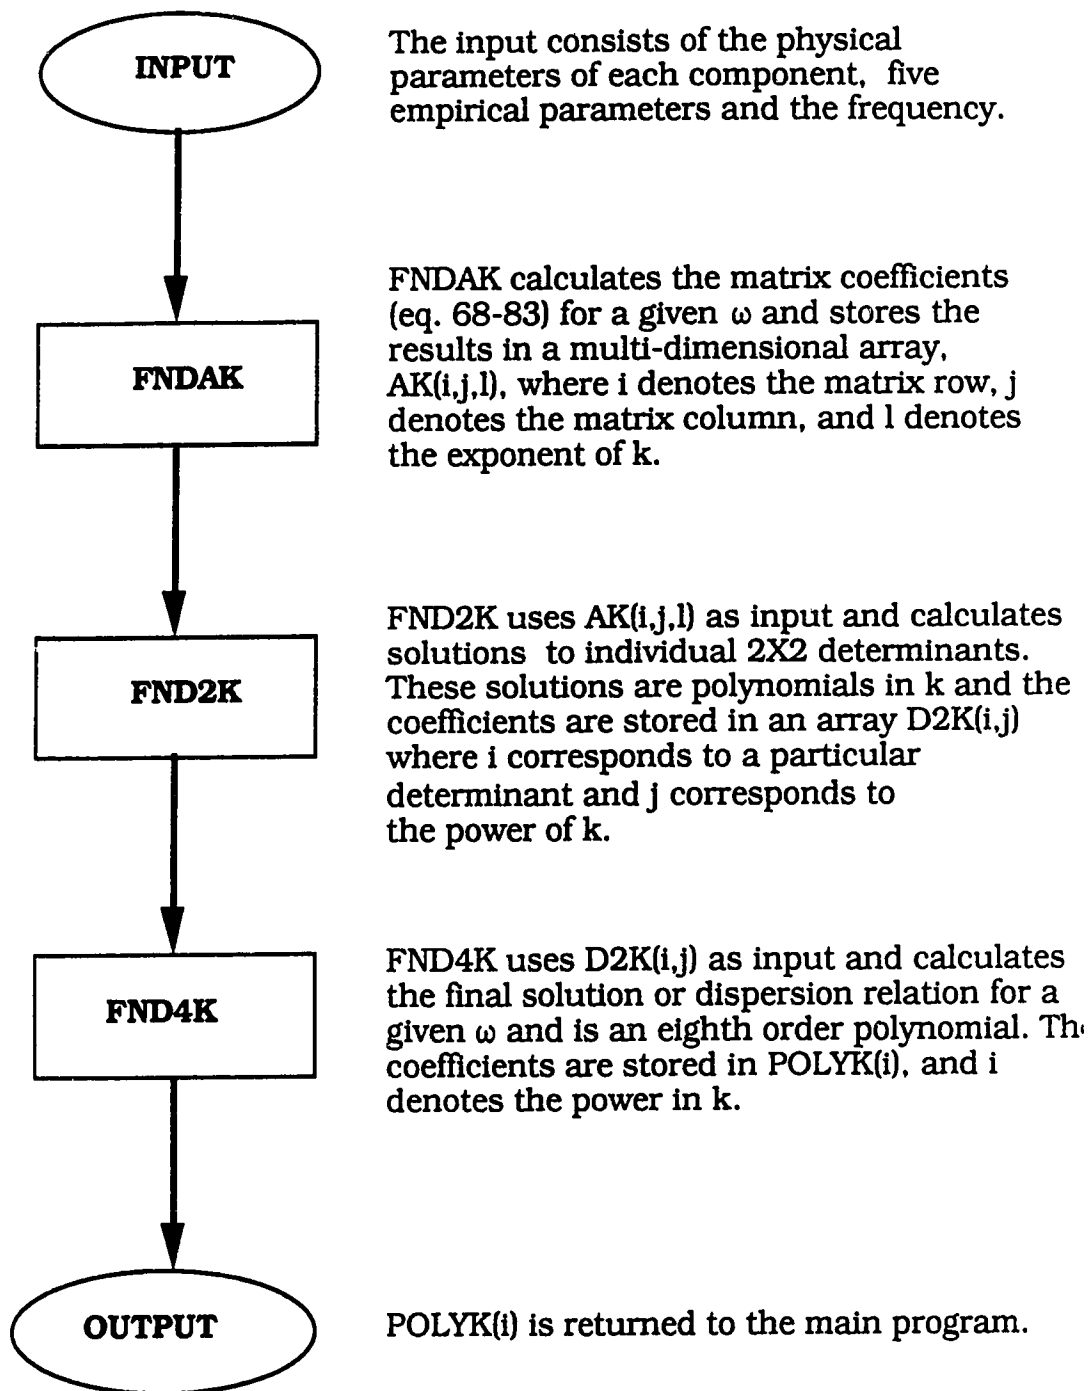 INPUT
The input consists of the physical
parameters of each component, five
empirical parameters and the frequency.
FNDAK
FNDAK calculates the matrix coefficients
(eq. 68-83) for a given ω and stores the
results in a multi-dimensional array,
AK(i,j,l), where i denotes the matrix row, j
denotes the matrix column, and l denotes
the exponent of k.
FND2K
FND2K uses AK(i,j,l) as input and calculates
solutions to individual 2X2 determinants.
These solutions are polynomials in k and the
coefficients are stored in an array D2K(i,j)
where i corresponds to a particular
determinant and j corresponds to
the power of k.
FND4K
FND4K uses D2K(i,j) as input and calculates
the final solution or dispersion relation for a
given ω and is an eighth order polynomial. The
coefficients are stored in POLYK(i), and i
denotes the power in k.
OUTPUT
POLYK(i) is returned to the main program.